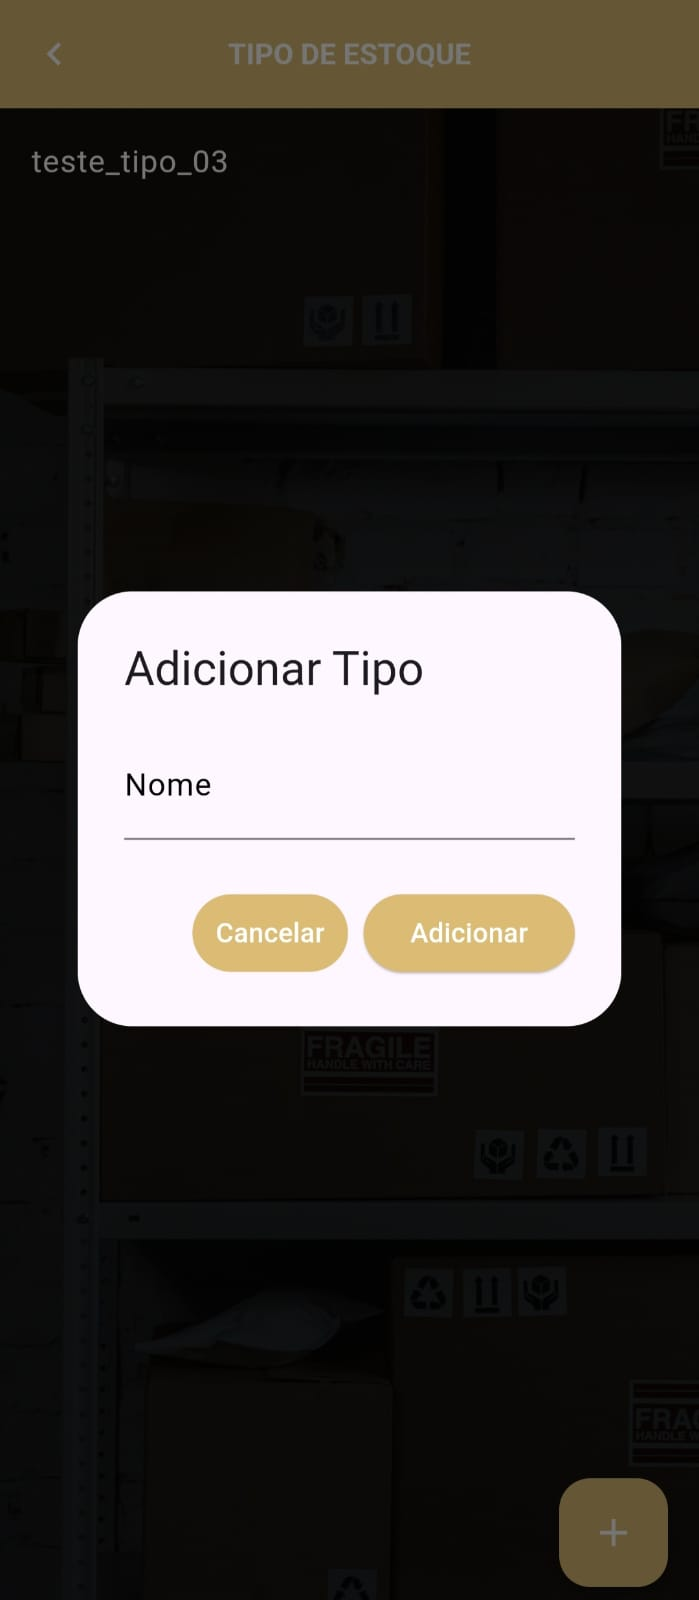 TIPO DE ESTOQUE
teste_tipo_03
Adicionar Tipo
Nome
Cancelar
Adicionar
FRAGILE
HANDLE WITH CARE